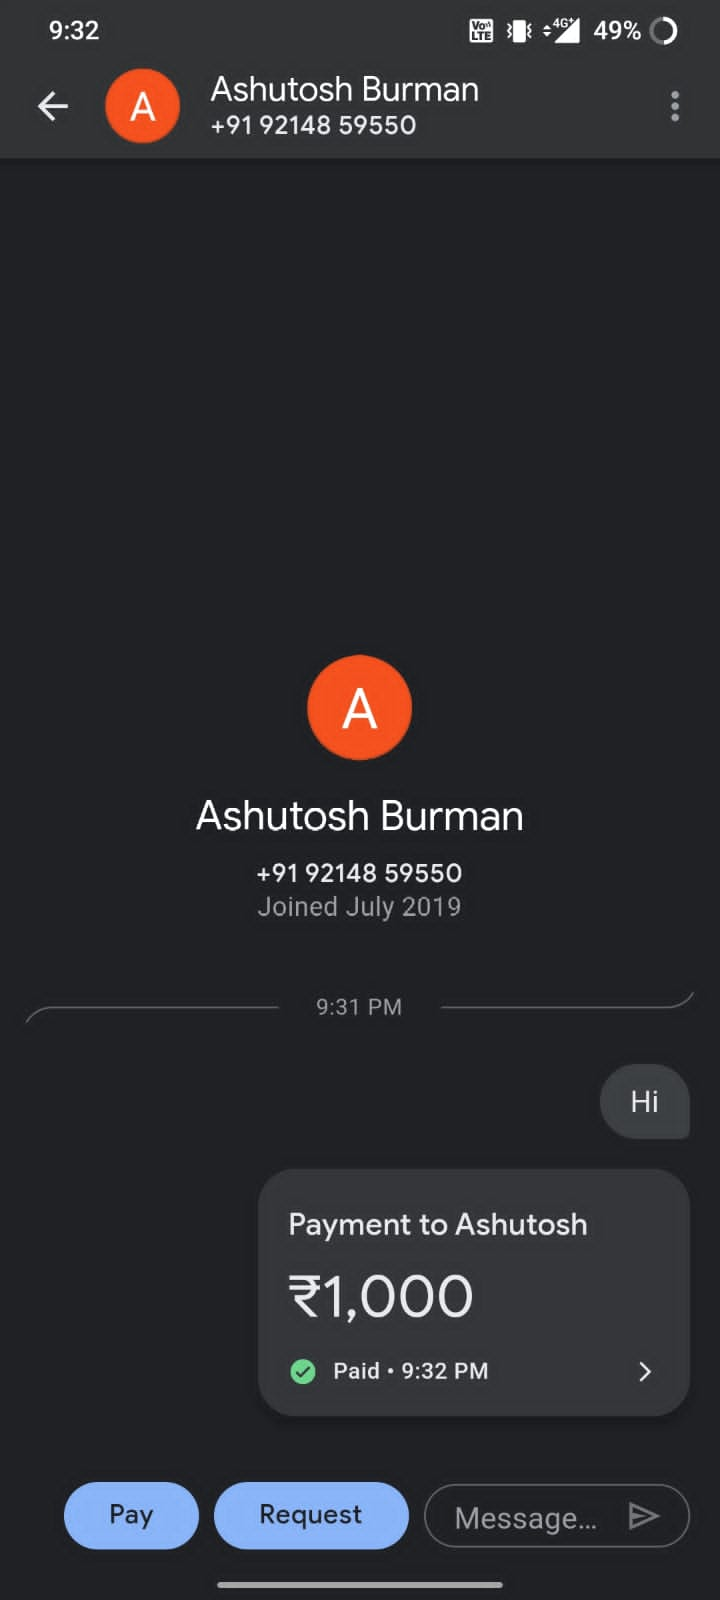 9:32
Vo)) LTE 4G+ 49%
A
Ashutosh Burman
+91 92148 59550
A
Ashutosh Burman
+91 92148 59550
Joined July 2019
9:31 PM
Hi
Payment to Ashutosh
₹1,000
Paid • 9:32 PM
Pay
Request
Message...